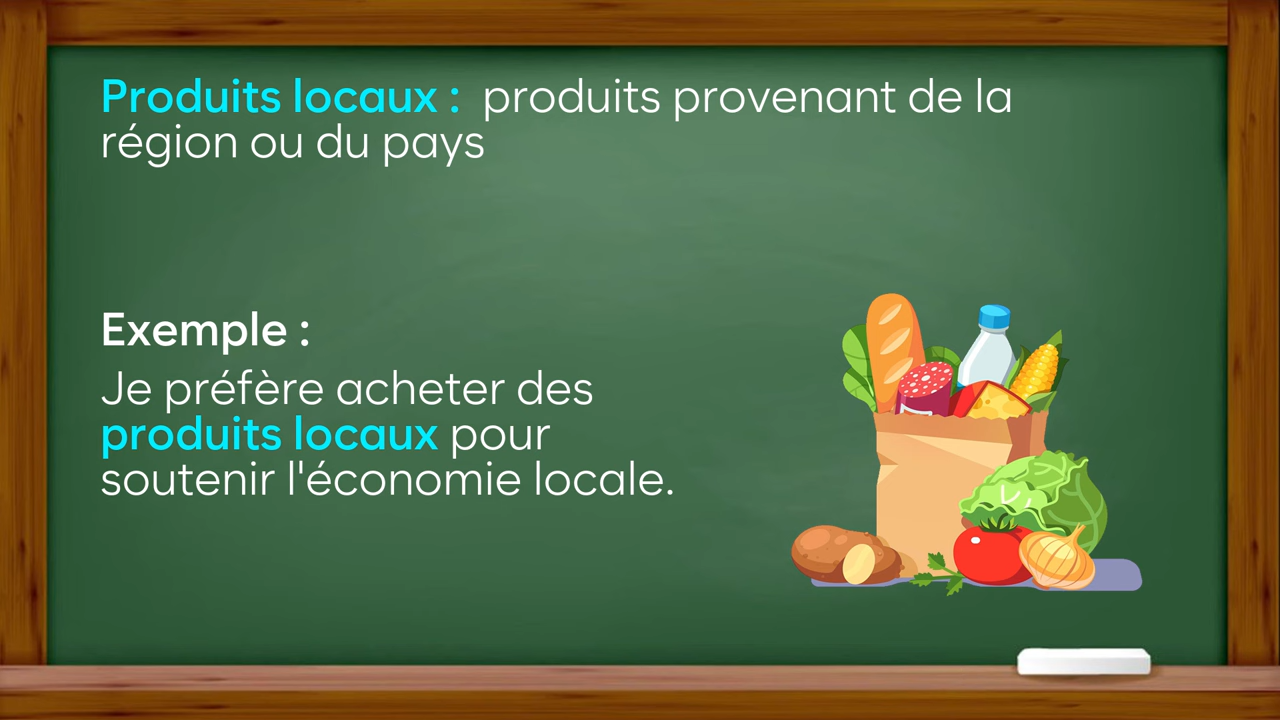 Produits locaux : produits provenant de la
région ou du pays
Exemple :
Je préfère acheter des
produits locaux pour
soutenir l'économie locale.